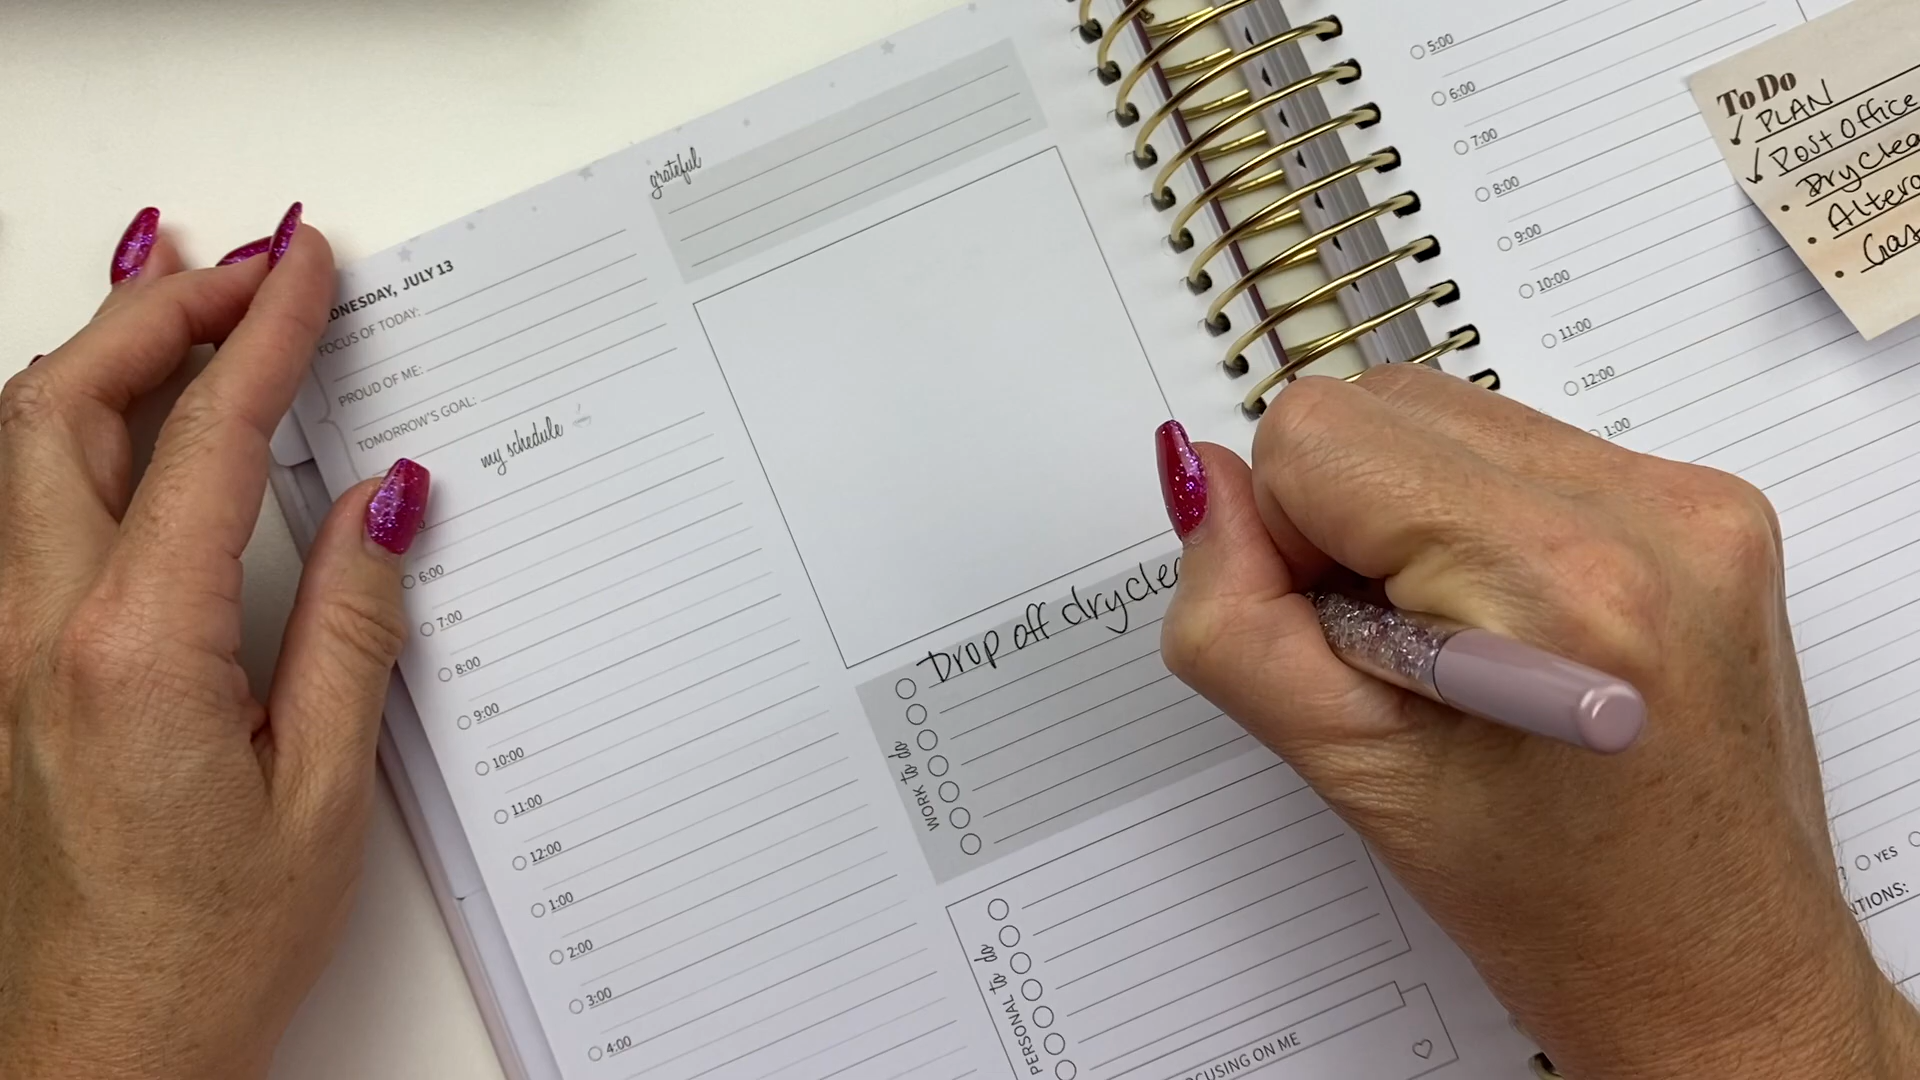 grateful
WEDNESDAY, JULY 13
FOCUS OF TODAY:
PROUD OF ME:
TOMORROW'S GOAL:
my schedule
6:00
7:00
8:00
9:00
10:00
11:00
12:00
1:00
2:00
3:00
4:00
Drop off dryclea
WORK to do
PERSONAL to do
CUSING ON ME
5:00
6:00
7:00
8:00
9:00
10:00
11:00
12:00
1:00
To Do
✓ PLAN
✓ Post Office
• Dryclea
• Altera
• Gas
YES
NTIONS: